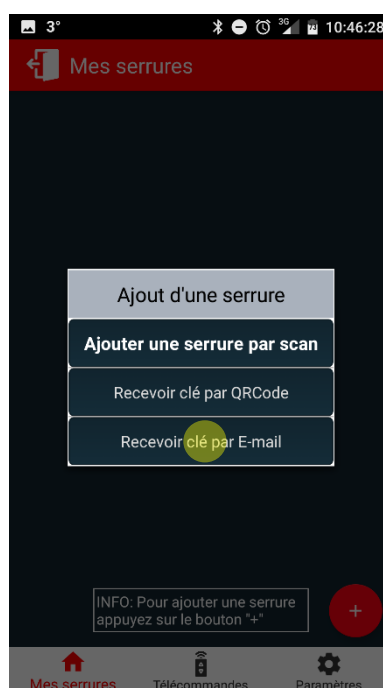 3° 3G 10:46:28
Mes serrures
Ajout d'une serrure
Ajouter une serrure par scan
Recevoir clé par QRCode
Recevoir clé par E-mail
INFO: Pour ajouter une serrure
appuyez sur le bouton "+"
+
Mes serrures Télécommandes Paramètres